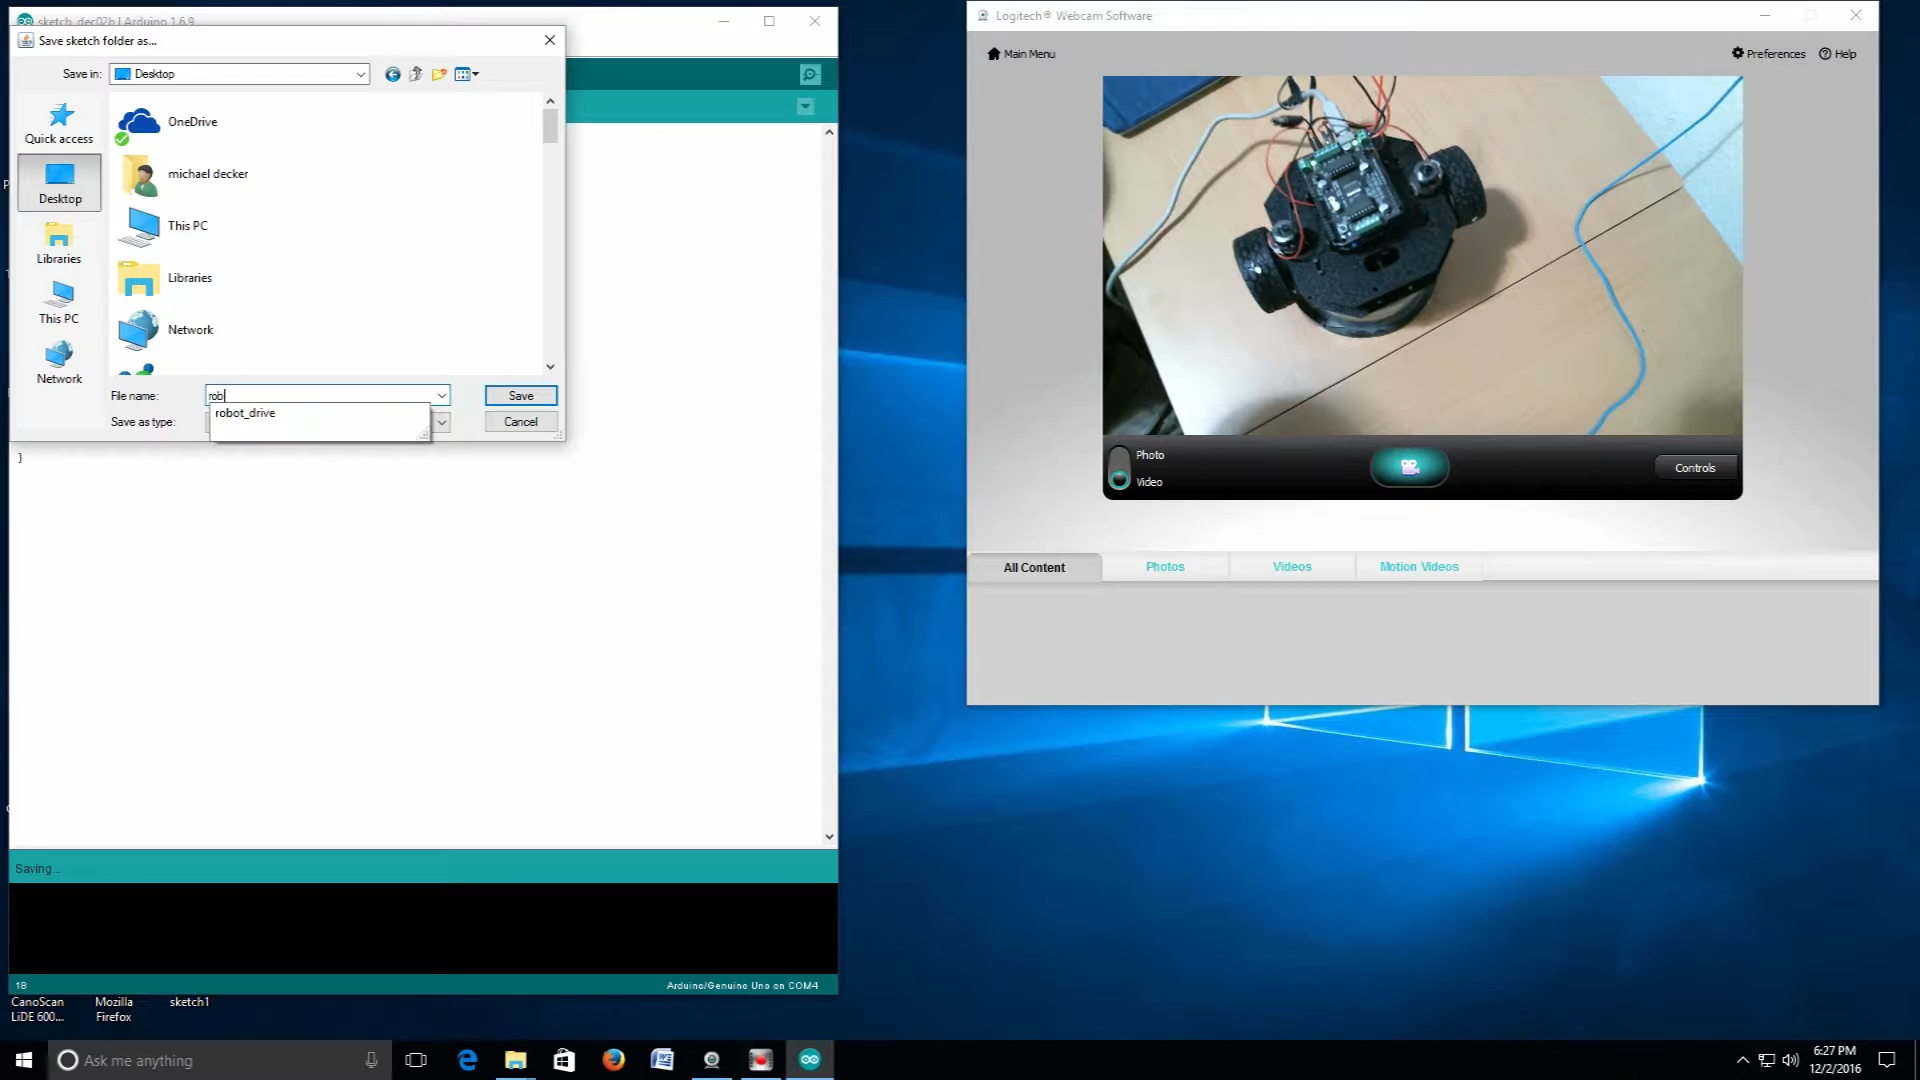 sketch_dec02b | Arduino 1.6.9
Save sketch folder as...
Save in:
Desktop
Quick access
Desktop
Libraries
This PC
Network
OneDrive
michael decker
This PC
Libraries
Network
File name:
rob
Save
robot_drive
Save as type:
Cancel
}
Saving...
18
Arduino/Genuino Uno on COM4
CanoScan
LiDE 600...
Mozilla
Firefox
sketch1
Logitech® Webcam Software
Main Menu
Preferences
Help
Photo
Video
Controls
All Content
Photos
Videos
Motion Videos
Ask me anything
6:27 PM
12/2/2016